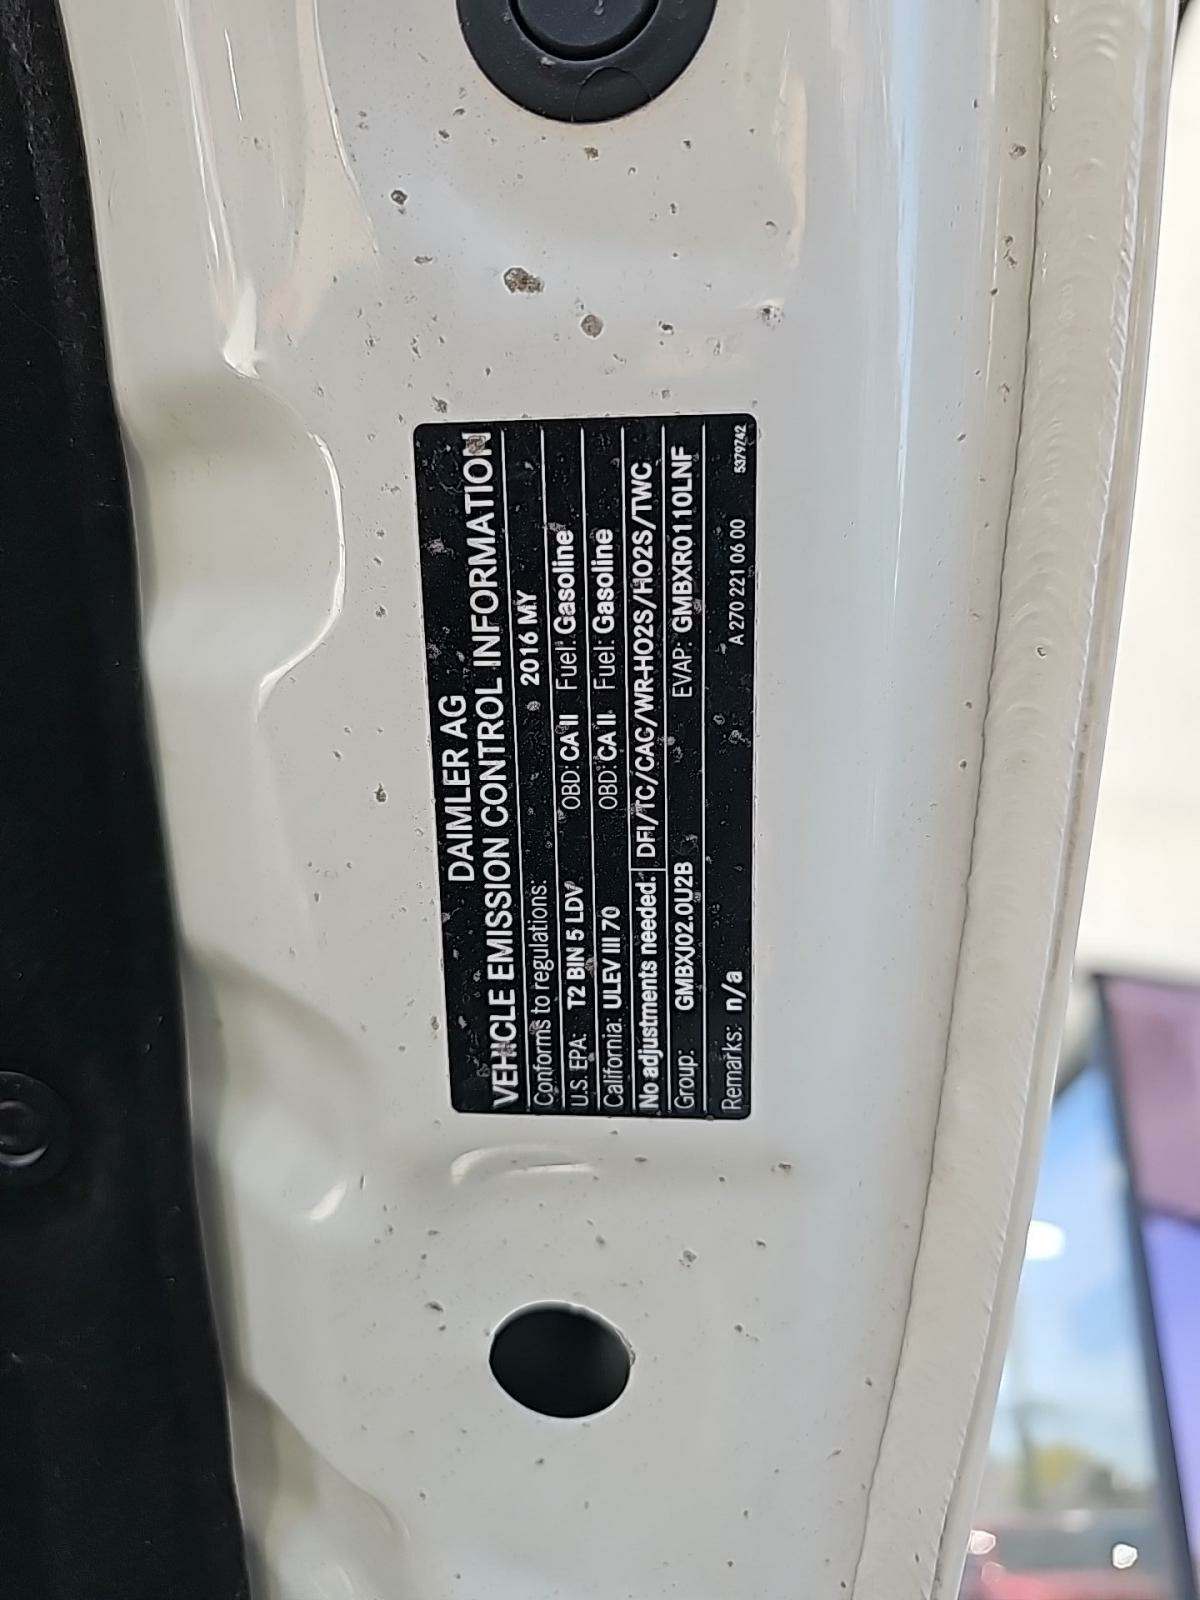 DAIMLER AG
VEHICLE EMISSION CONTROL INFORMATION
Conforms to regulations: 2016 MY
U.S. EPA: T2 BIN 5 LDV OBD: CA II Fuel: Gasoline
California: ULEV III 70 OBD: CA II Fuel: Gasoline
No adjustments needed. DFI/TC/CAC/WR-HO2S/HO2S/TWC
Group: GMBXJ02.0U2B EVAP: GMBXR0110LNF
Remarks: n/a A 270 221 06 00 5379742